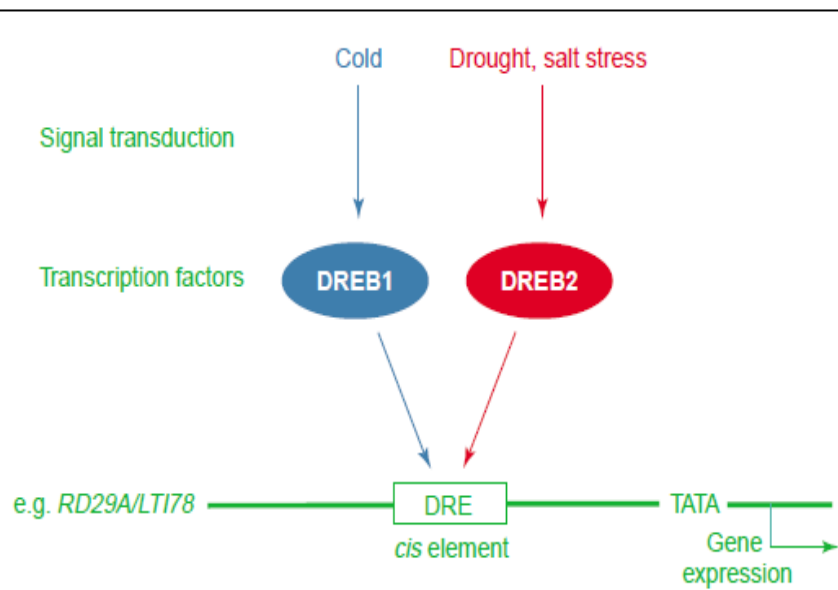 Cold
Drought, salt stress
Signal transduction
Transcription factors
DREB1
DREB2
e.g. RD29A/LTI78
DRE
TATA
cis element
Gene
expression